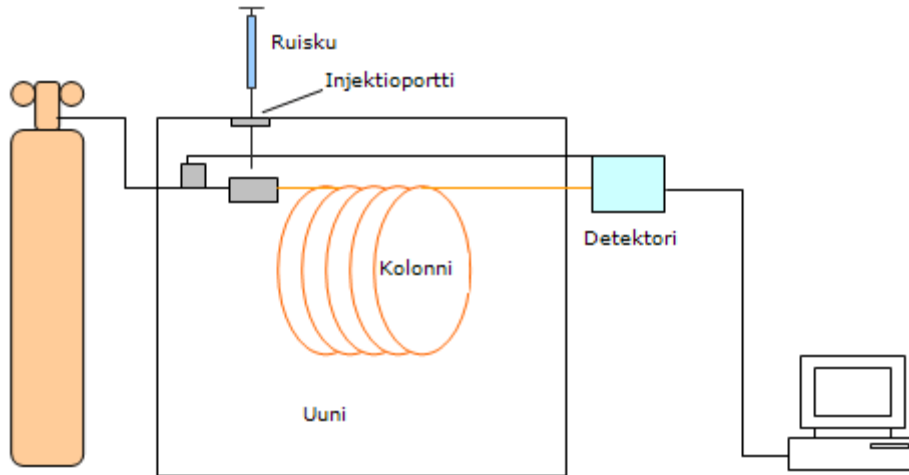 Ruisku
Injektioportti
Detektori
Kolonni
Uuni